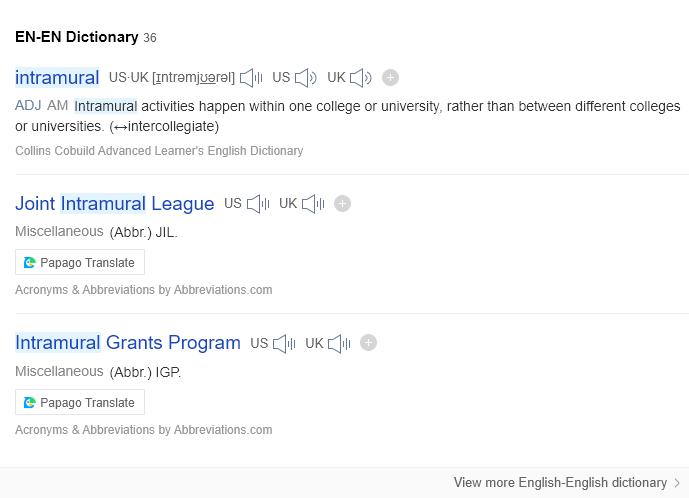 EN-EN Dictionary 36
intramural US·UK [ɪntrəmjʊərəl] US UK
ADJ AM Intramural activities happen within one college or university, rather than between different colleges
or universities. (↔intercollegiate)
Collins Cobuild Advanced Learner's English Dictionary
Joint Intramural League US UK
Miscellaneous (Abbr.) JIL.
Papago Translate
Acronyms & Abbreviations by Abbreviations.com
Intramural Grants Program US UK
Miscellaneous (Abbr.) IGP.
Papago Translate
Acronyms & Abbreviations by Abbreviations.com
View more English-English dictionary